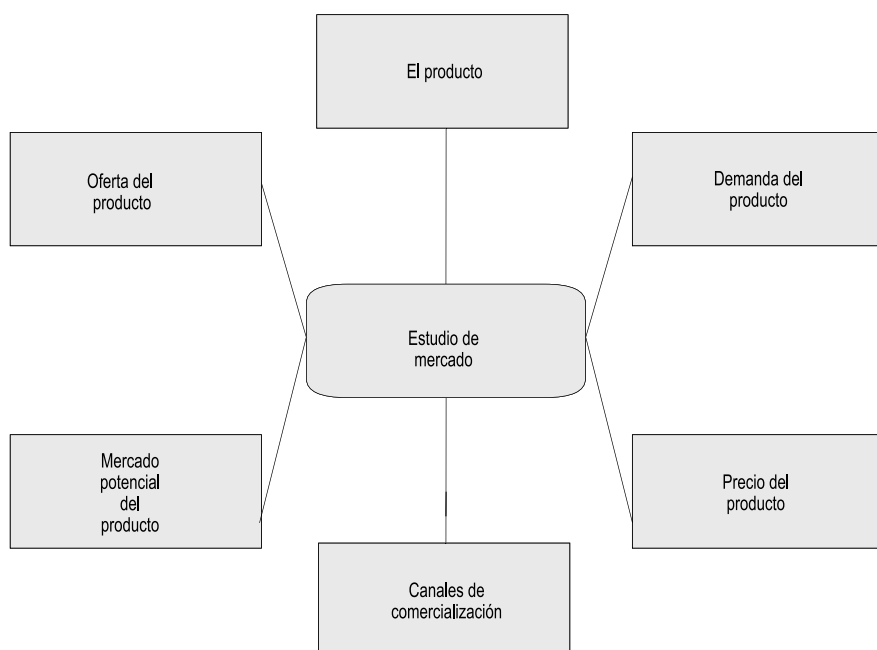 El producto
Oferta del
producto
Demanda del
producto
Estudio de
mercado
Mercado
potencial
del
producto
Precio del
producto
Canales de
comercialización